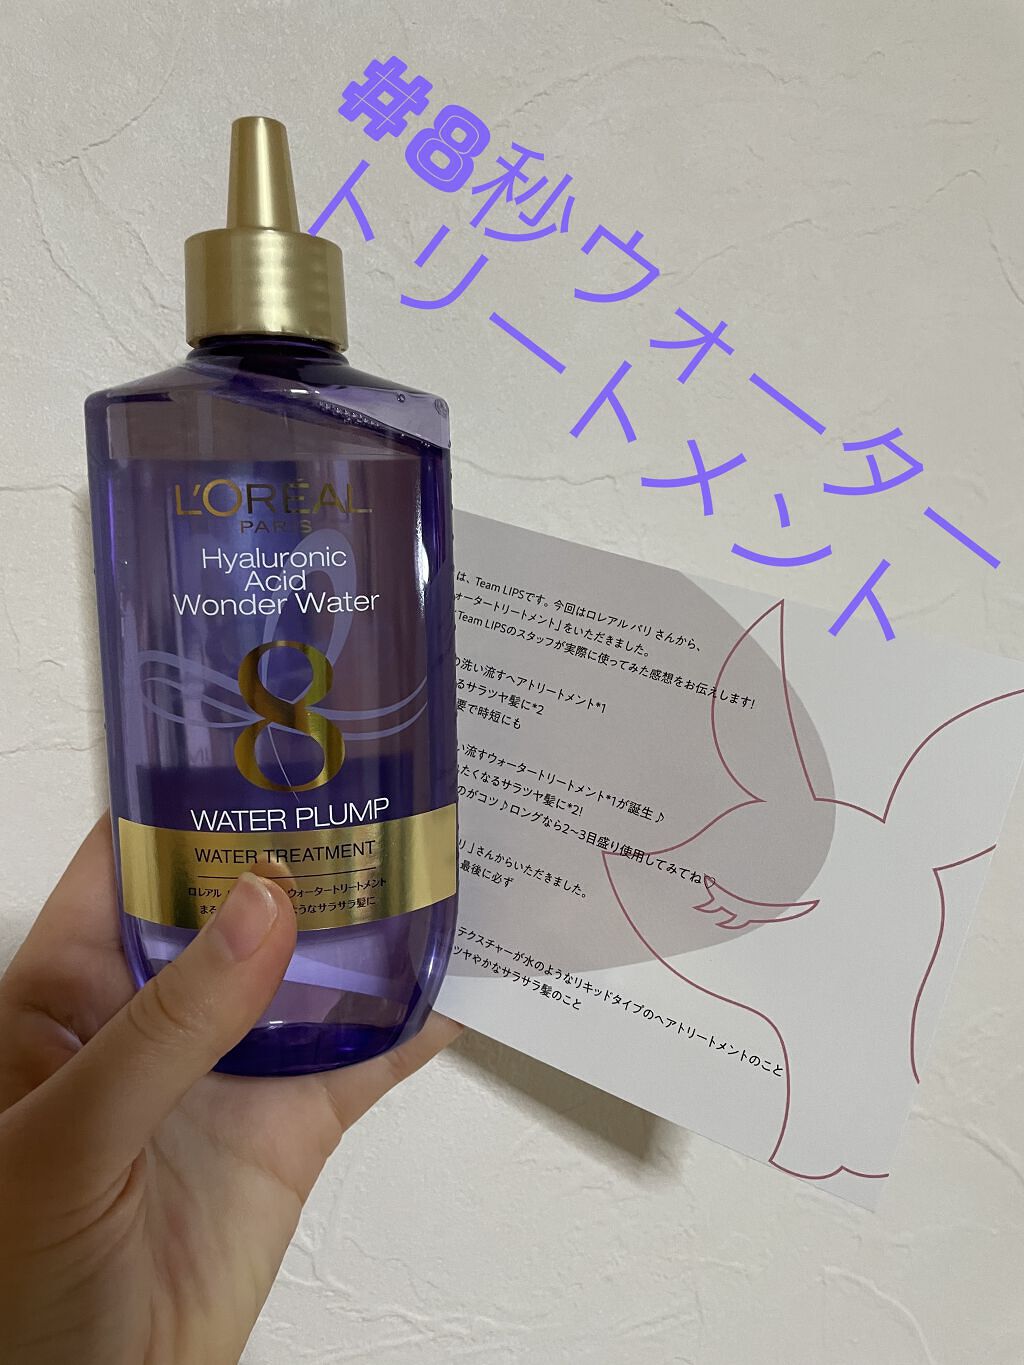 #8秒ウォーター
トリートメント
L'ORÉAL
PARIS
Hyaluronic
Acid
Wonder Water
8
WATER PLUMP
WATER TREATMENT
ロレアル ウォータートリートメント
まる ようなサラサラ髪に
は、Team LIPSです。今回はロレアル パリ さんから、
ォータートリートメント」をいただきました。
Team LIPSのスタッフが実際に使ってみた感想をお伝えします!
の洗い流すヘアトリートメント*1
るサラツヤ髪に*2
要で時短にも
い流すウォータートリートメント*1が誕生♪
たくなるサラツヤ髪に*2!
のがコツ♪ロングなら2~3目盛り使用してみてね♡
リ」さんからいただきました。
最後に必ず
テクスチャーが水のようなリキッドタイプのヘアトリートメントのこと
ツヤやかなサラサラ髪のこと